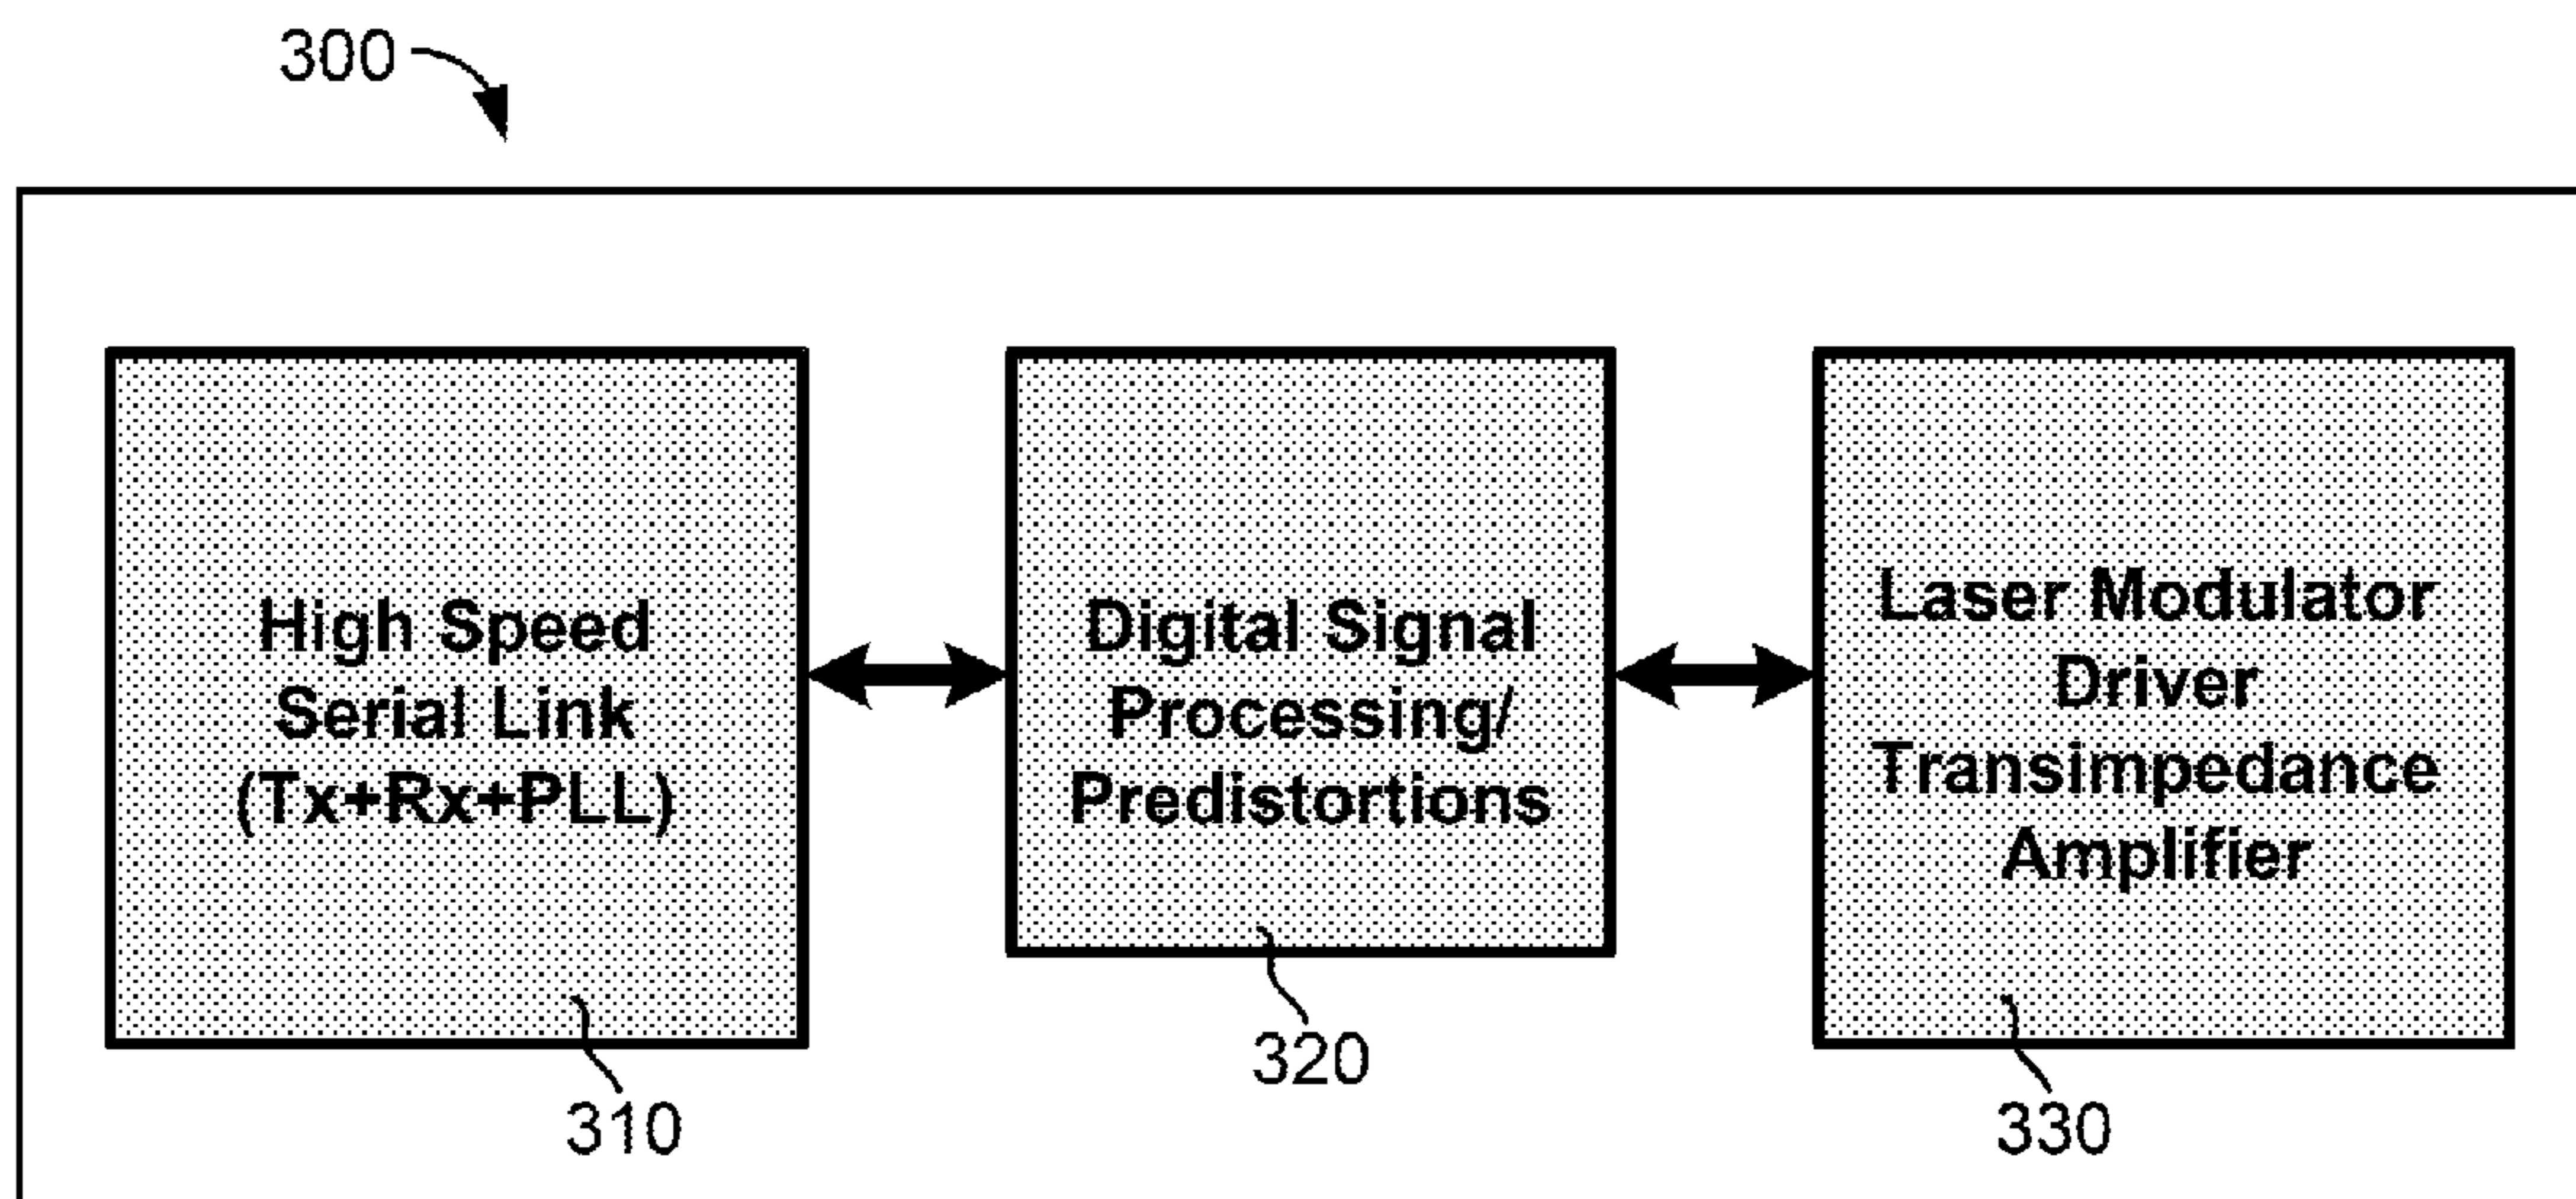 300
High Speed
Serial Link
(Tx+Rx+PLL)
310
Digital Signal
Processing/
Predistortions
320
Laser Modulator
Driver
Transimpedance
Amplifier
330